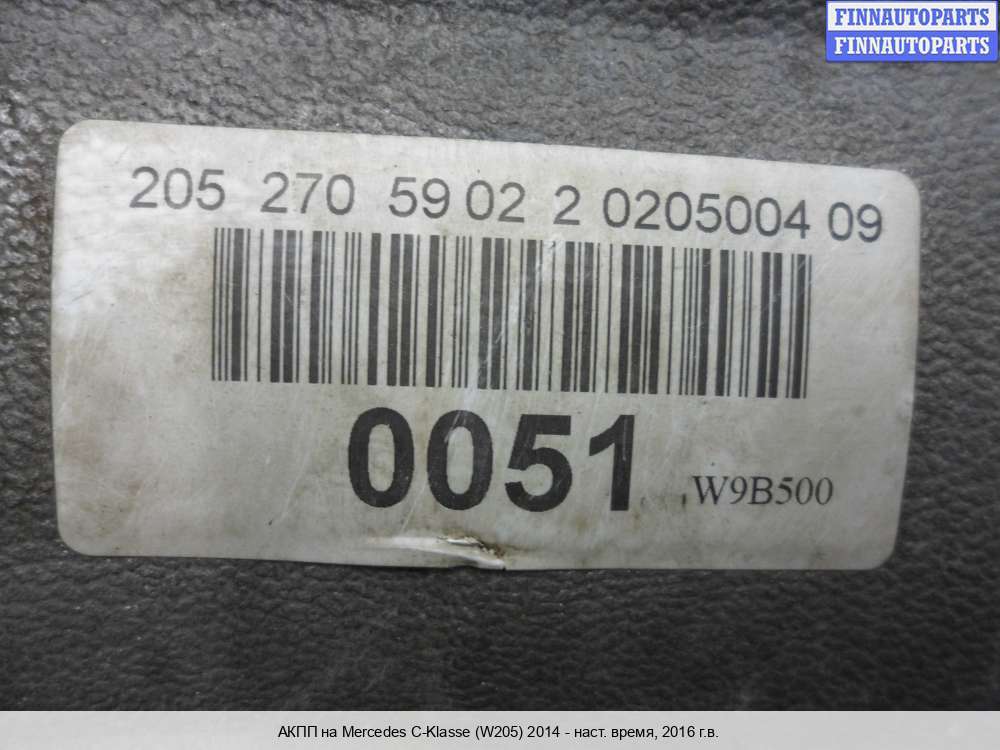 FINNAUTOPARTS
FINNAUTOPARTS
205 270 59 02 2 0205004 09
0051 W9B500
АКПП на Mercedes C-Klasse (W205) 2014 - наст. время, 2016 г.в.